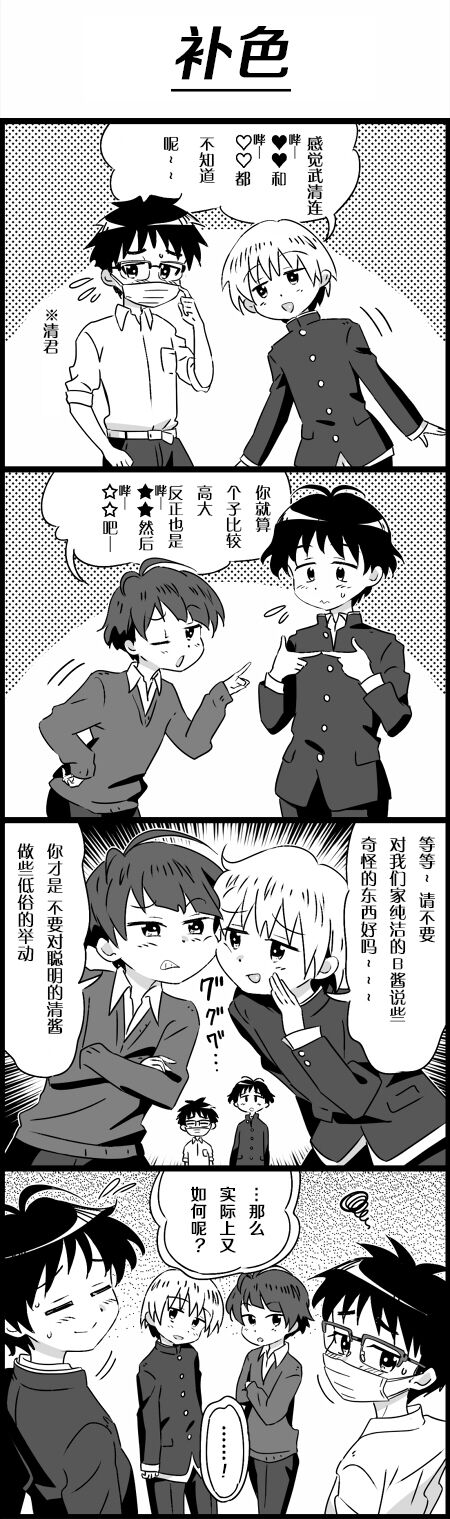 补色
感觉武清连
哔—
♥♥和
哔—
♡♡都
不知道
呢~~
※清君
你就算
个子比较
高大
反正也是
哔—
★★然后
哔—
☆☆吧—
等等~请不要
对我们家纯洁的B酱说些
奇怪的东西好吗~~~
グググ…
你才是 不要对聪明的清酱
做些低俗的举动
…那么
实际上又
如何呢?
……!